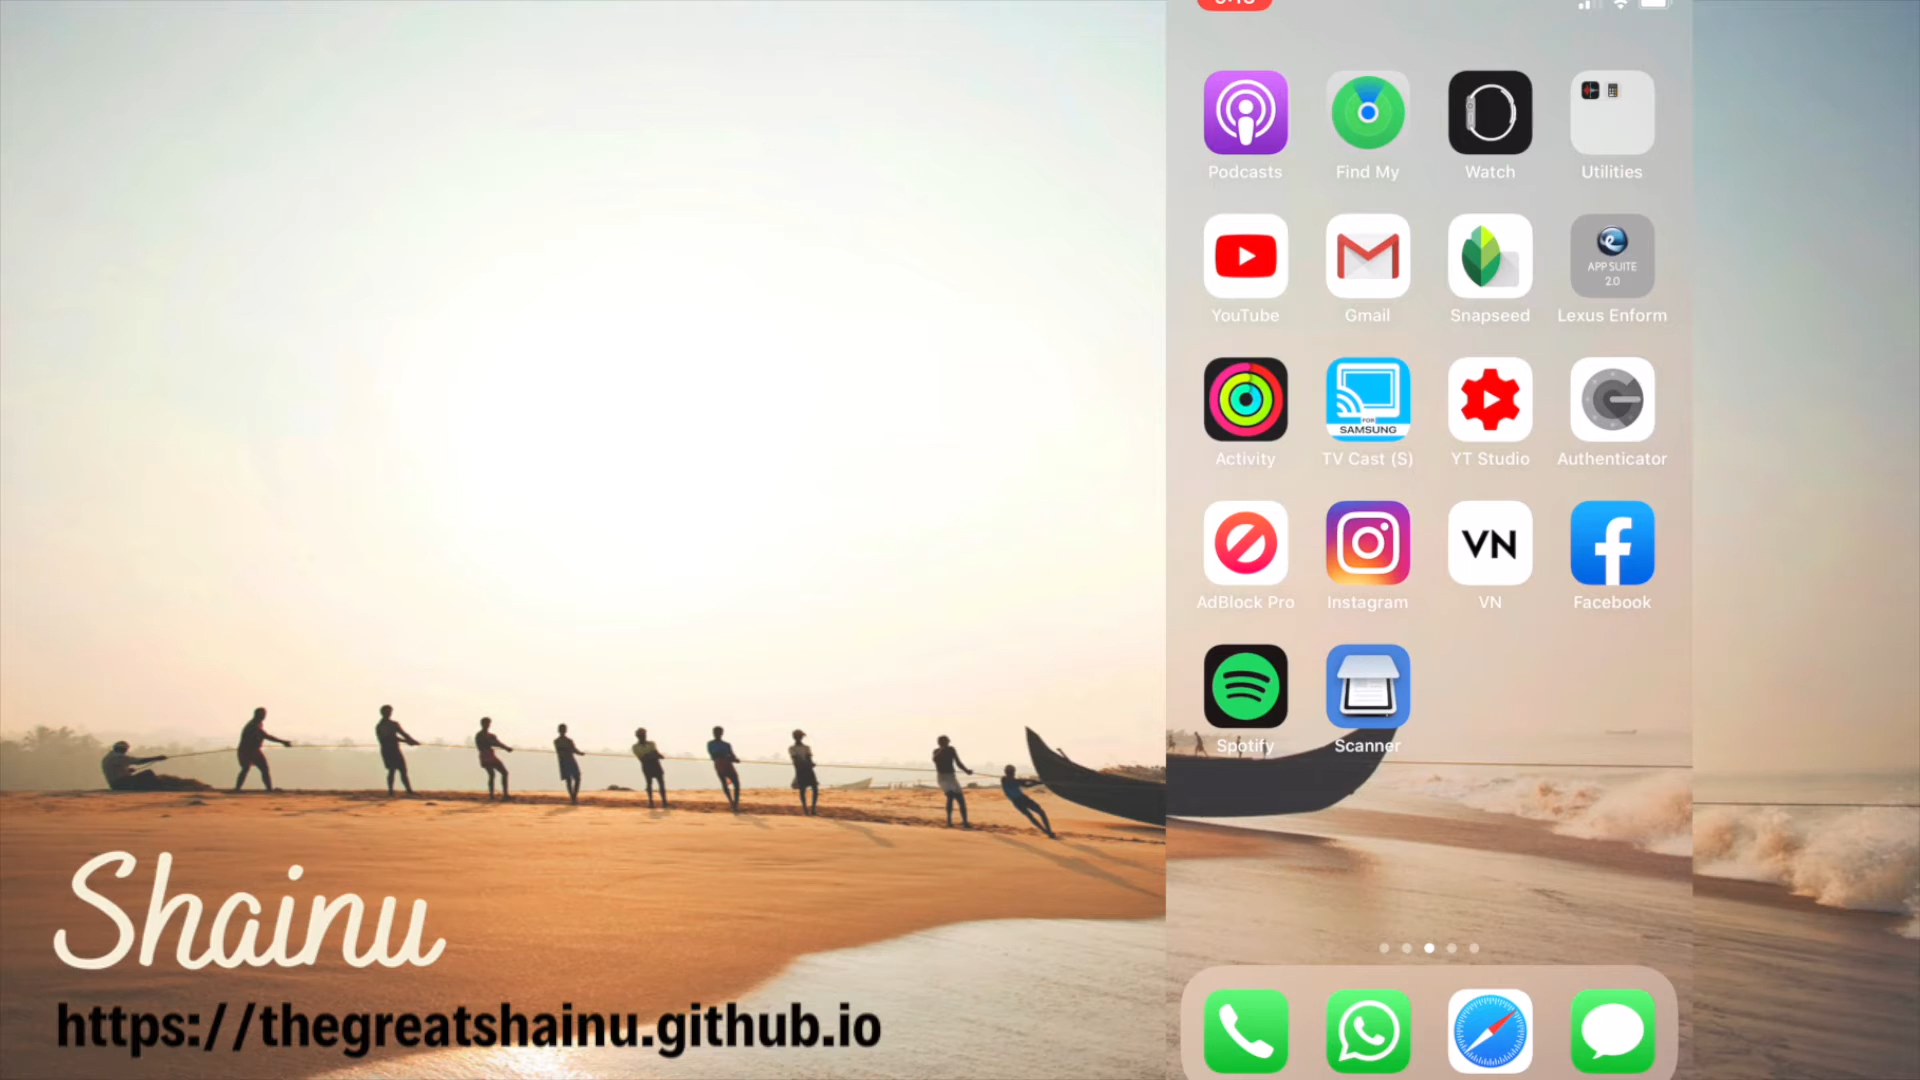 Podcasts Find My Watch Utilities
APP SUITE
2.0
YouTube Gmail Snapseed Lexus Enform
FOR
SAMSUNG
Activity TV Cast (S) YT Studio Authenticator
VN
AdBlock Pro Instagram VN Facebook
Spotify Scanner
Shainu
https://thegreatshainu.github.io